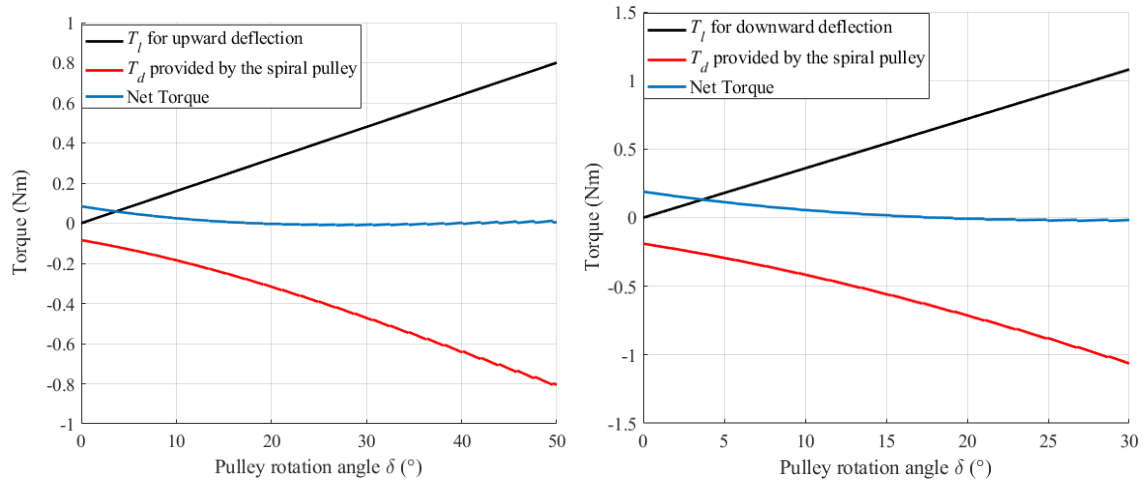 1
0.8
0.6
0.4
0.2
0
-0.2
-0.4
-0.6
-0.8
-1
Torque (Nm)
T_l for upward deflection
T_d provided by the spiral pulley
Net Torque
0 10 20 30 40 50
Pulley rotation angle δ (°)
1.5
1
0.5
0
-0.5
-1
-1.5
Torque (Nm)
T_l for downward deflection
T_d provided by the spiral pulley
Net Torque
0 5 10 15 20 25 30
Pulley rotation angle δ (°)